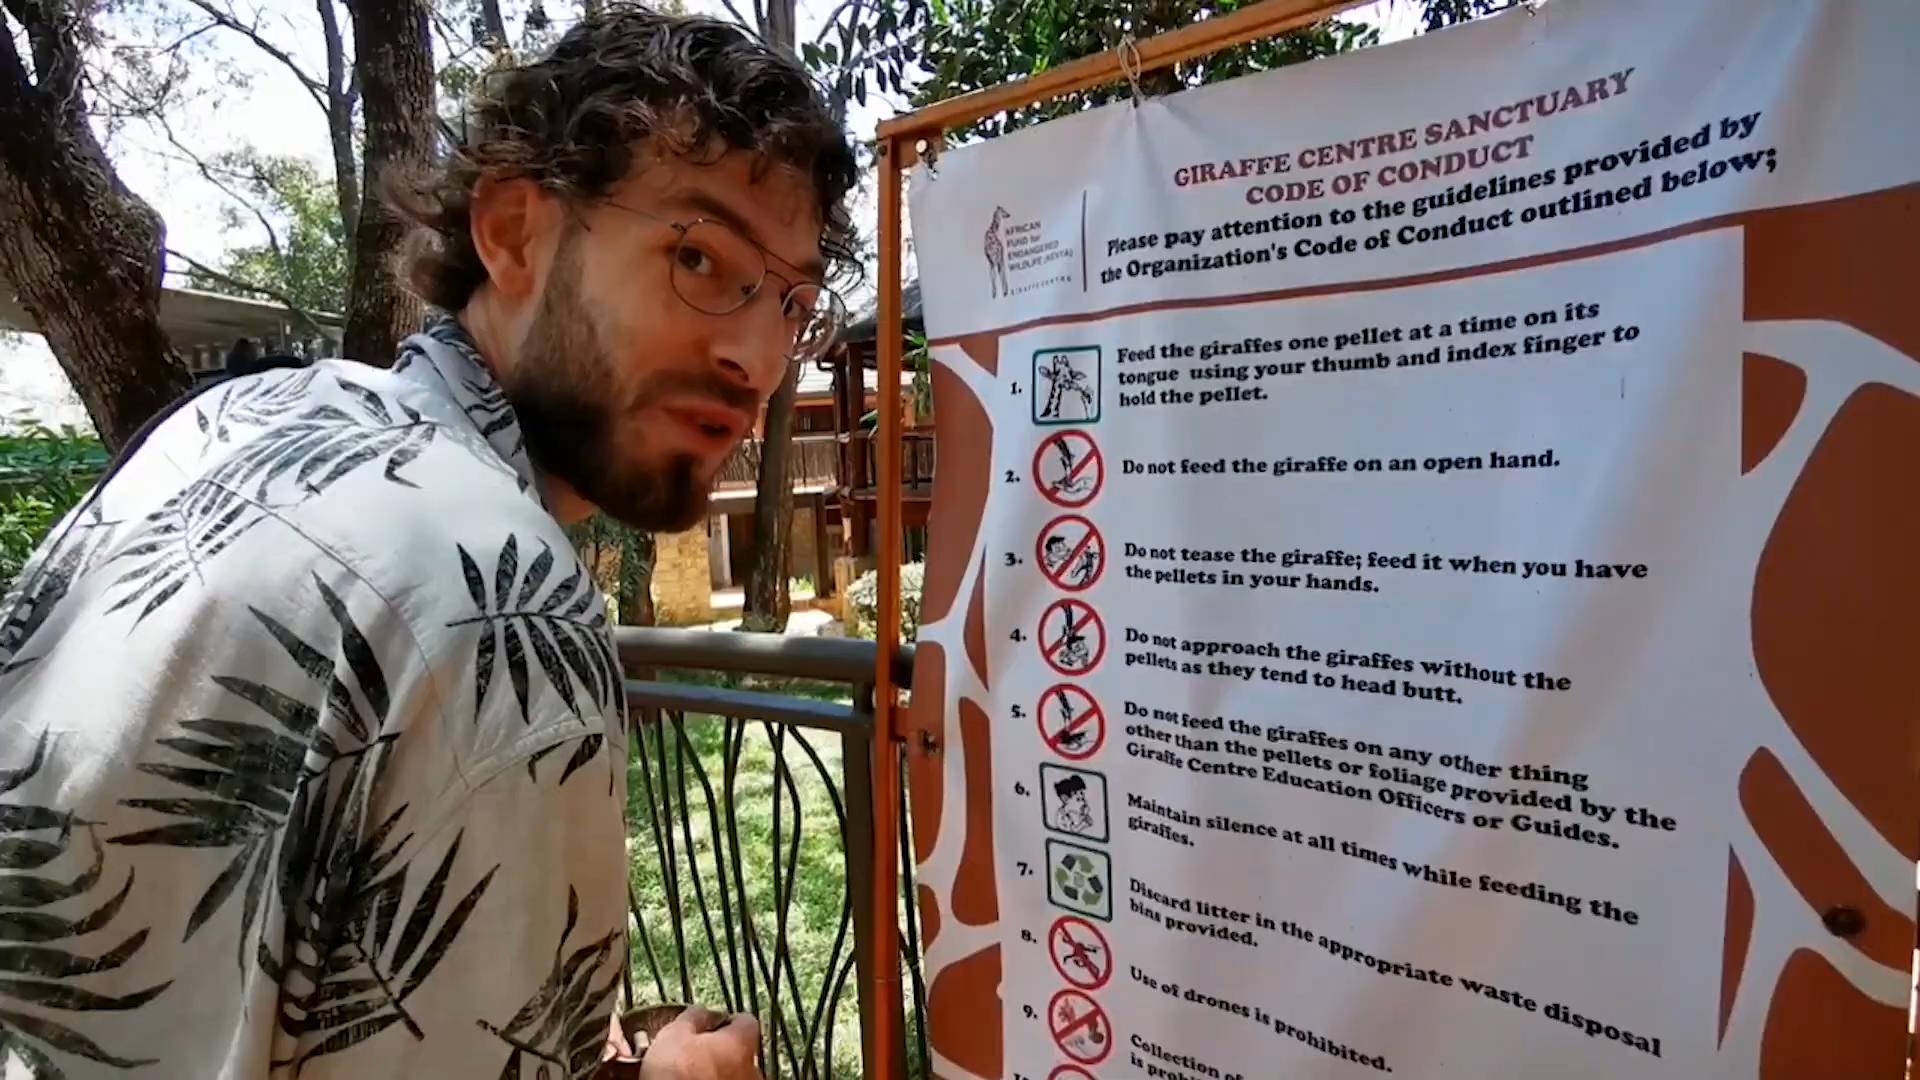 GIRAFFE CENTRE SANCTUARY
CODE OF CONDUCT
Please pay attention to the guidelines provided by
the Organization's Code of Conduct outlined below;
AFRICAN
FUND for
ENDANGERED
WILDLIFE (KENYA)
GIRAFFE CENTRE
1. Feed the giraffes one pellet at a time on its
tongue using your thumb and index finger to
hold the pellet.
2. Do not feed the giraffe on an open hand.
3. Do not tease the giraffe; feed it when you have
the pellets in your hands.
4. Do not approach the giraffes without the
pellets as they tend to head butt.
5. Do not feed the giraffes on any other thing
other than the pellets or foliage provided by the
Giraffe Centre Education Officers or Guides.
6. Maintain silence at all times while feeding the
giraffes.
7. Discard litter in the appropriate waste disposal
bins provided.
8. Use of drones is prohibited.
9. Collection of
is